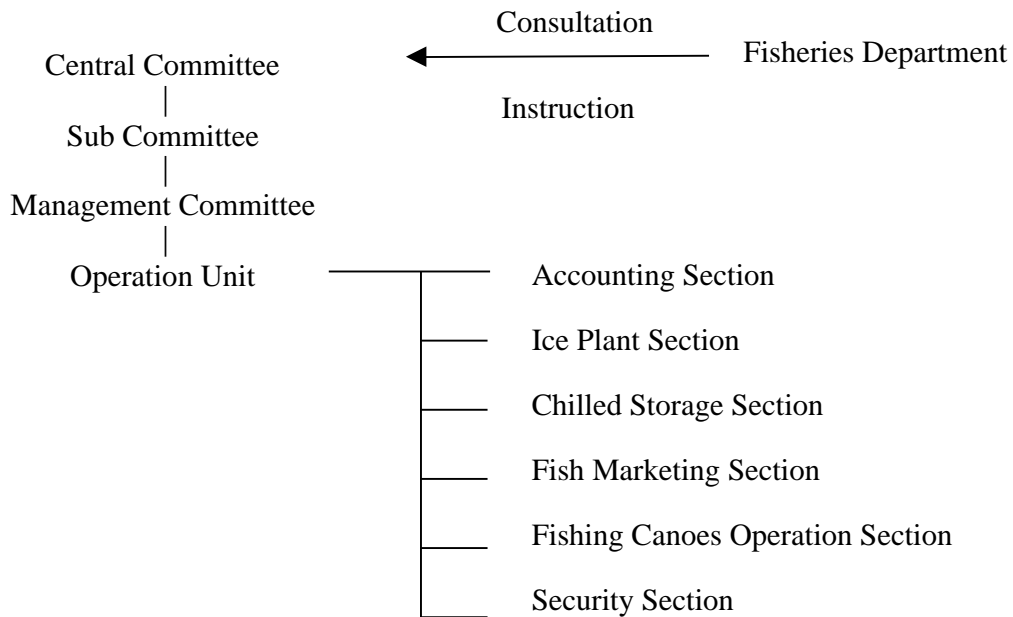 Consultation
Fisheries Department
Central Committee
Instruction
Sub Committee
Management Committee
Operation Unit
Accounting Section
Ice Plant Section
Chilled Storage Section
Fish Marketing Section
Fishing Canoes Operation Section
Security Section